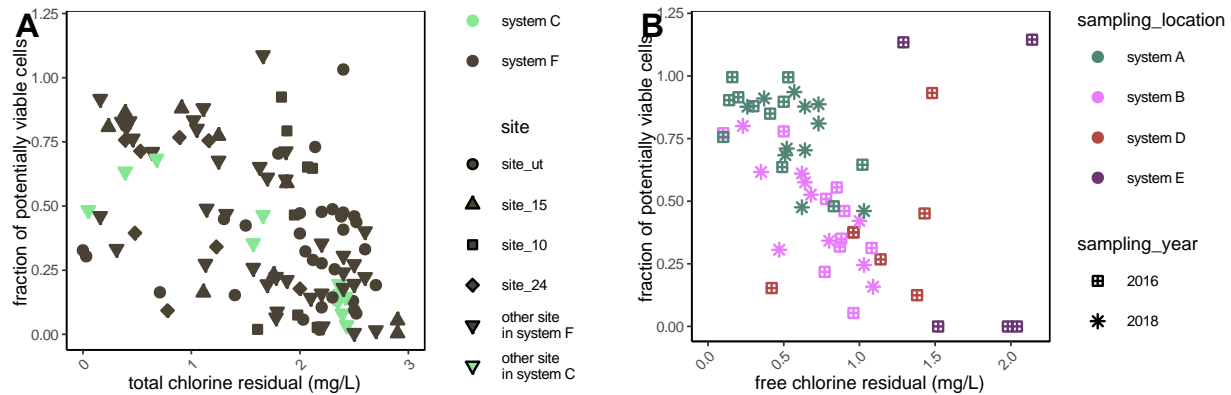 A
fraction of potentially viable cells
1.25
1.00
0.75
0.50
0.25
0.00
0
1
2
3
total chlorine residual (mg/L)
system C
system F
site
site_ut
site_15
site_10
site_24
other site
in system F
other site
in system C
B
fraction of potentially viable cells
1.25
1.00
0.75
0.50
0.25
0.00
0.0
0.5
1.0
1.5
2.0
free chlorine residual (mg/L)
sampling_location
system A
system B
system D
system E
sampling_year
2016
2018